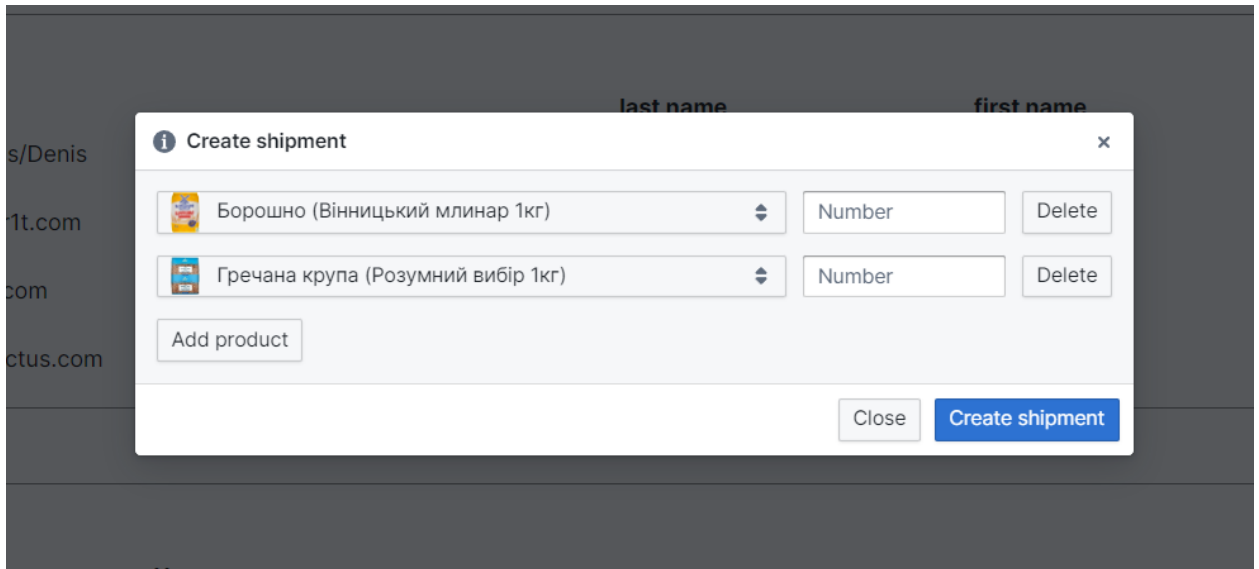 last name first name
Create shipment ×
s/Denis
Борошно (Вінницький млинар 1кг) Number Delete
1t.com
Гречана крупа (Розумний вибір 1кг) Number Delete
com
Add product
ctus.com
Close Create shipment